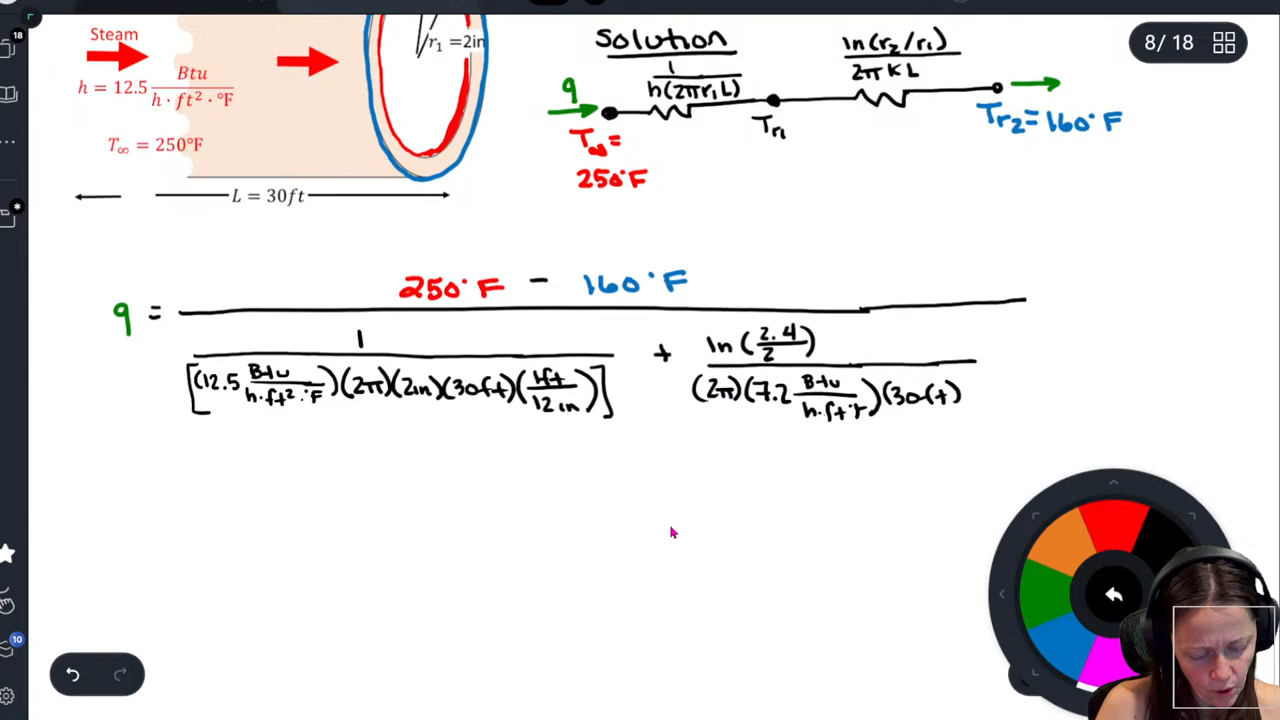 18
8 / 18
Steam
h = 12.5 Btu / h · ft² · °F
T∞ = 250°F
r₁ = 2in
L = 30ft
Solution
1 / h(2πr₁L)
ln(r₂/r₁) / 2πKL
q
T∞ = 250°F
Tr₁
Tr₂ = 160°F
q = 250°F - 160°F
1 / [(12.5 Btu / h·ft²·°F)(2π)(2in)(30ft)(1ft / 12in)] + ln(2.4 / 2) / (2π)(7.2 Btu / h·ft·F)(30ft)
10